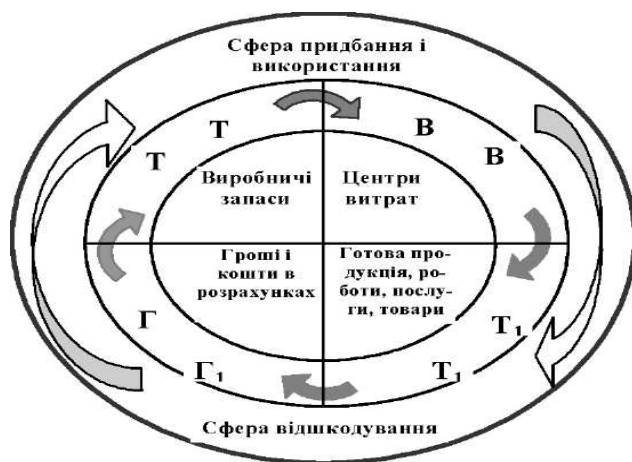 Сфера придбання і
використання
Т
В
Т
В
Виробничі
запаси
Центри
витрат
Гроші і
кошти в
розрахунках
Готова про-
дукція, ро-
боти, послу-
ги, товари
Г
Т₁
Г₁
Т₁
Сфера відшкодування